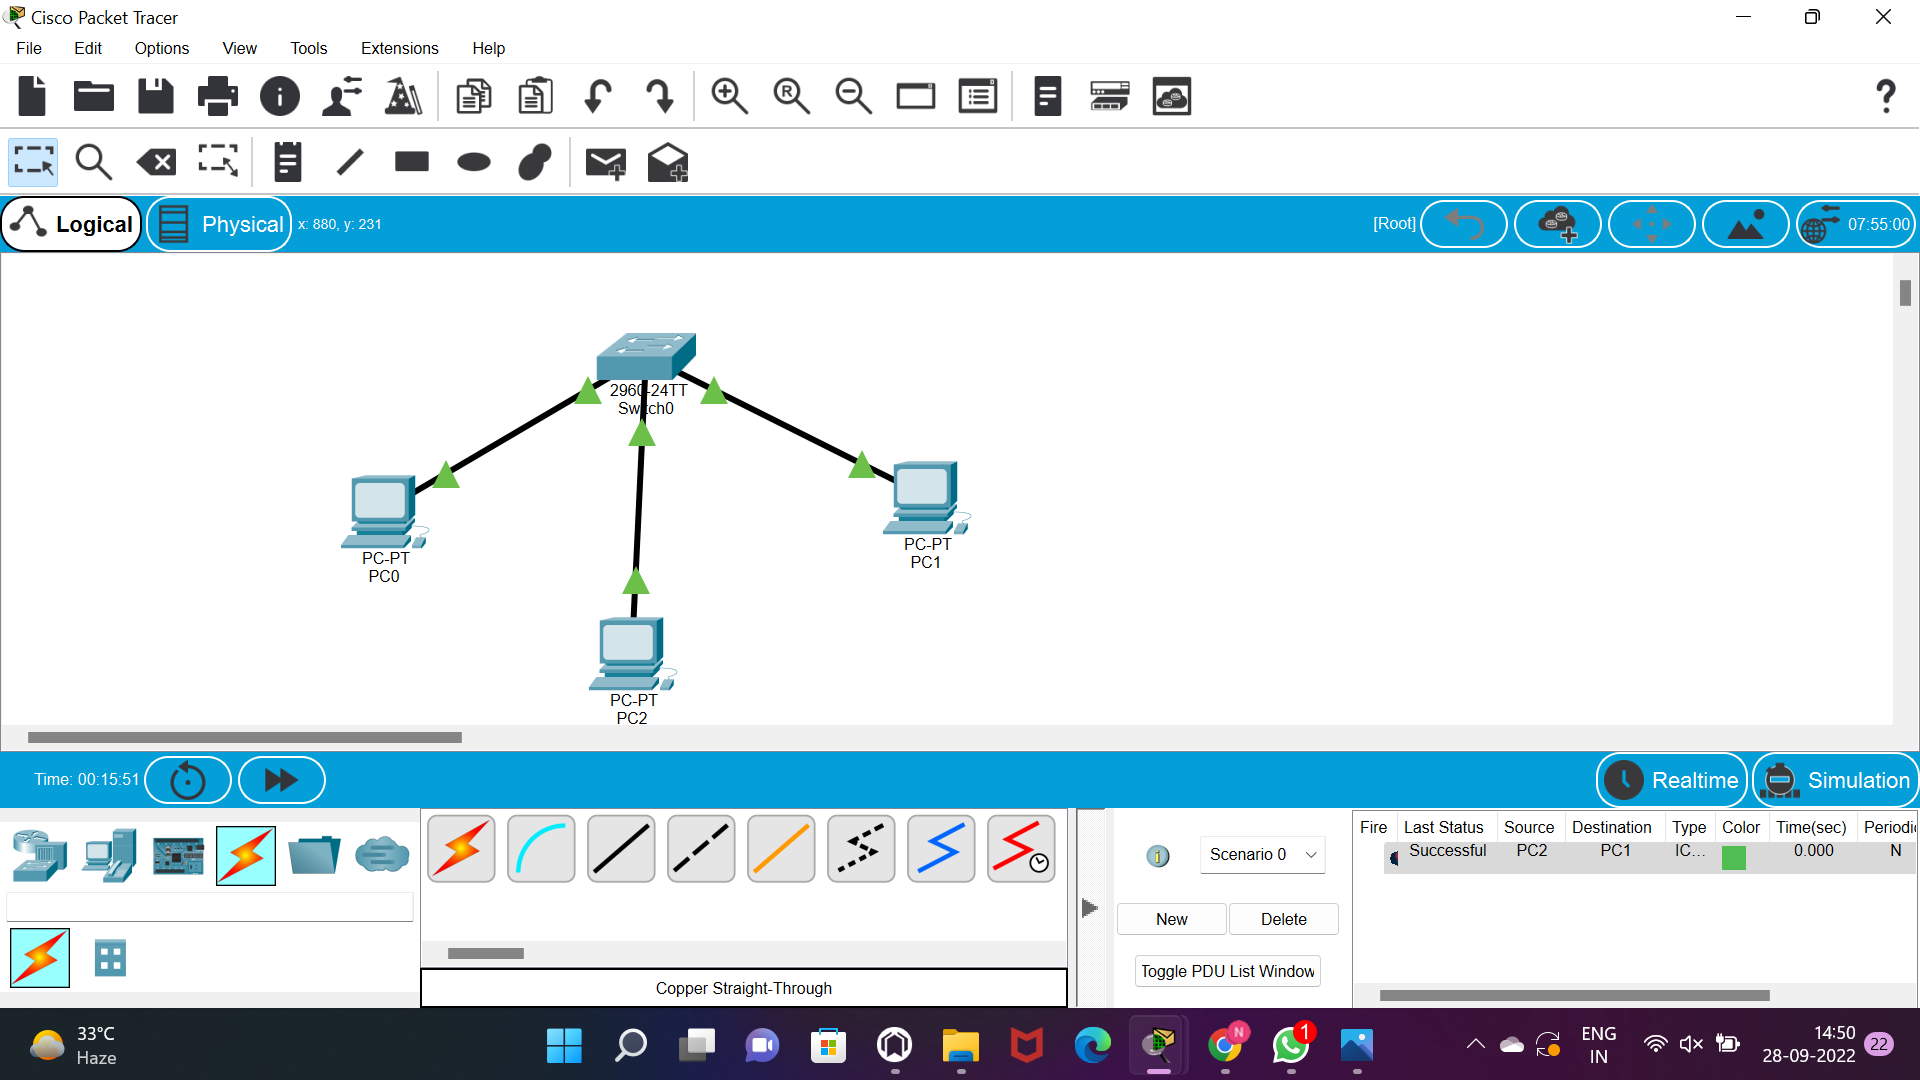 Cisco Packet Tracer
File Edit Options View Tools Extensions Help
Logical Physical x: 880, y: 231 [Root] 07:55:00
2960-24TT
Switch0
PC-PT
PC0
PC-PT
PC1
PC-PT
PC2
Time: 00:15:51 Realtime Simulation
Fire Last Status Source Destination Type Color Time(sec) Periodi
Successful PC2 PC1 IC... 0.000 N
Scenario 0
New Delete
Toggle PDU List Window
Copper Straight-Through
33°C
Haze
N
1
ENG
IN
14:50
28-09-2022
22